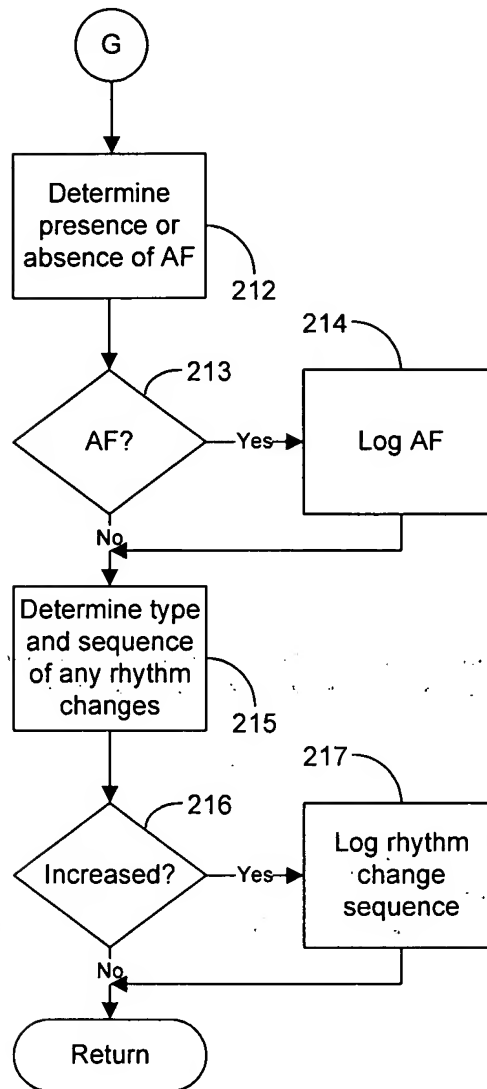 G
Determine
presence or
absence of AF
212
213
214
AF?
Yes
Log AF
No
Determine type
and sequence
of any rhythm
changes
215
216
217
Increased?
Yes
Log rhythm
change
sequence
No
Return